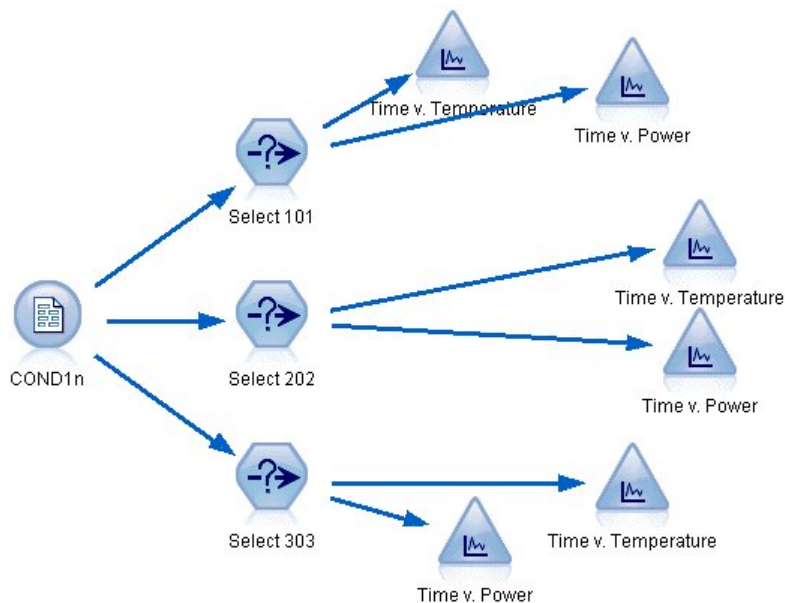 Time v. Temperature
Time v. Power
Select 101
Time v. Temperature
COND1n
Select 202
Time v. Power
Select 303
Time v. Temperature
Time v. Power